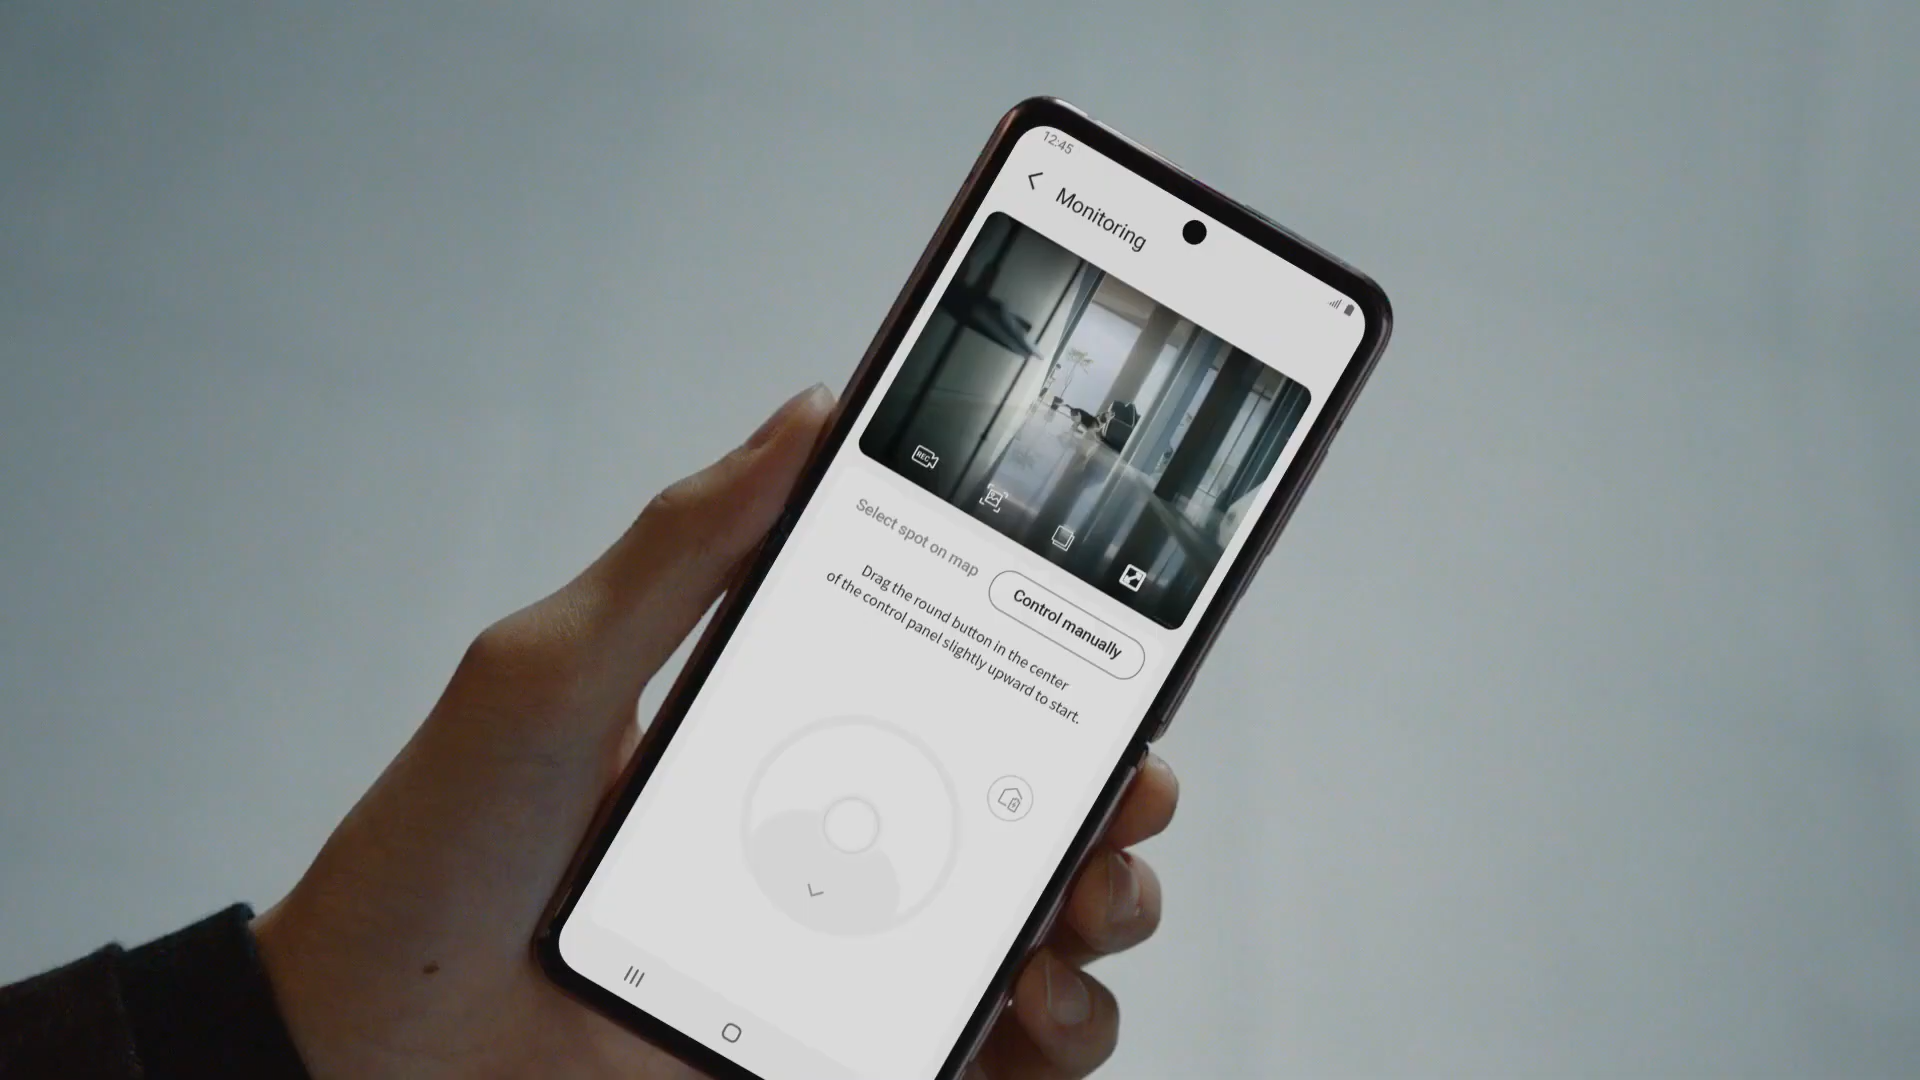 12:45
Monitoring
REC
Select spot on map
Control manually
Drag the round button in the center
of the control panel slightly upward to start.